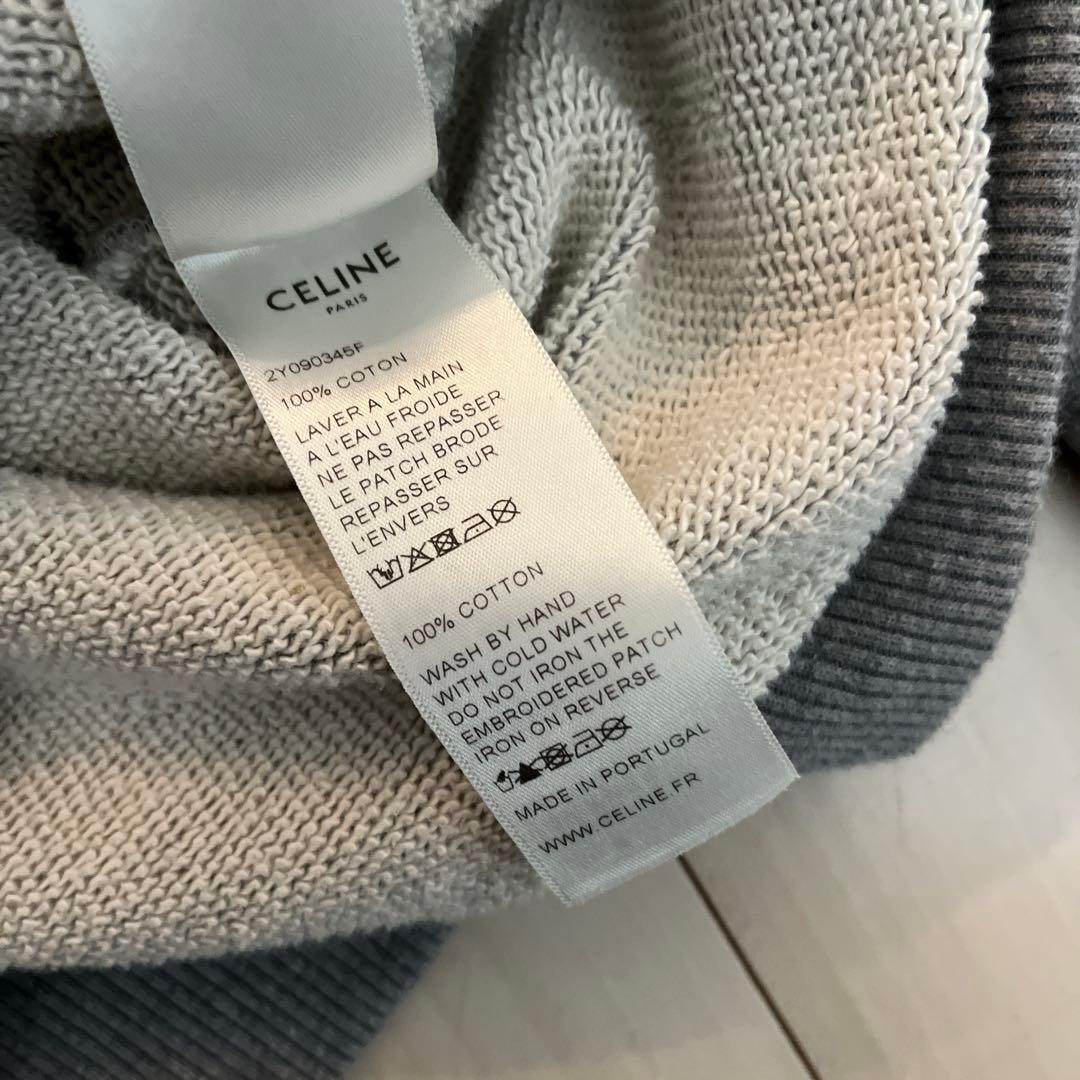 CELINE
PARIS
2Y090345F
100% COTON
LAVER A LA MAIN
A L'EAU FROIDE
NE PAS REPASSER
LE PATCH BRODE
REPASSER SUR
L'ENVERS
100% COTTON
WASH BY HAND
WITH COLD WATER
DO NOT IRON THE
EMBROIDERED PATCH
IRON ON REVERSE
MADE IN PORTUGAL
WWW.CELINE.FR